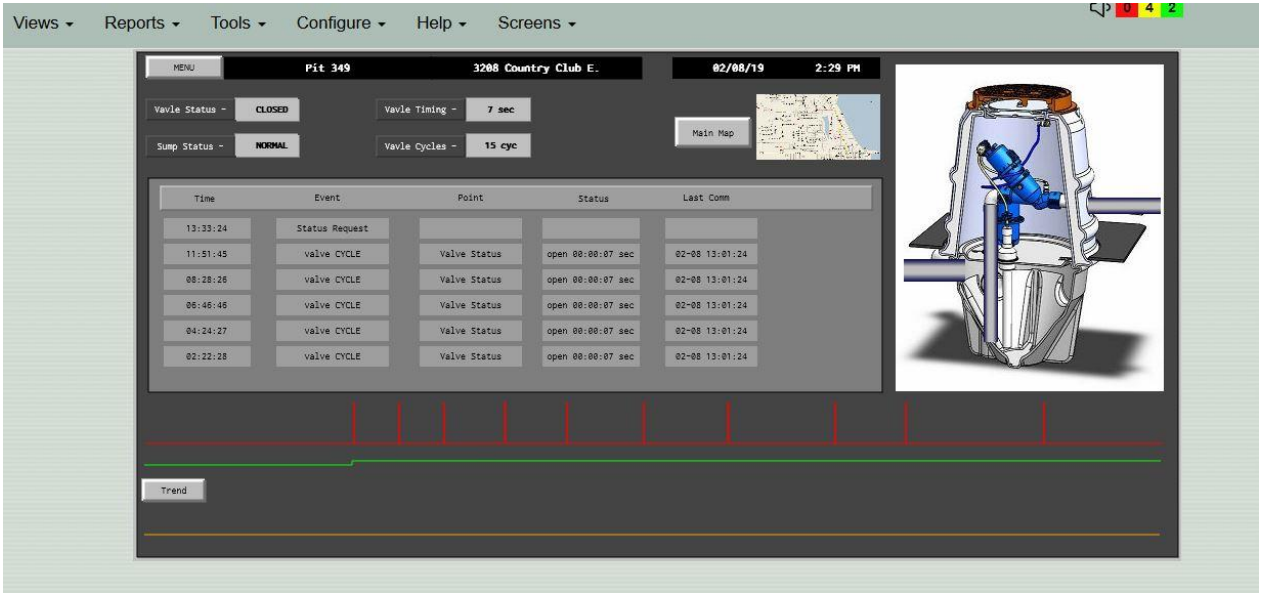 Views Reports Tools Configure Help Screens 0 4 2
MENU Pit 349 3208 Country Club E. 02/08/19 2:29 PM
Vavle Status - CLOSED Vavle Timing - 7 sec
Main Map
Sump Status - NORMAL Vavle Cycles - 15 cyc
Time Event Point Status Last Comm
13:33:24 Status Request
11:51:45 valve CYCLE Valve Status open 00:00:07 sec 02-08 13:01:24
08:28:26 valve CYCLE Valve Status open 00:00:07 sec 02-08 13:01:24
06:46:46 valve CYCLE Valve Status open 00:00:07 sec 02-08 13:01:24
04:24:27 valve CYCLE Valve Status open 00:00:07 sec 02-08 13:01:24
02:22:28 valve CYCLE Valve Status open 00:00:07 sec 02-08 13:01:24
Trend